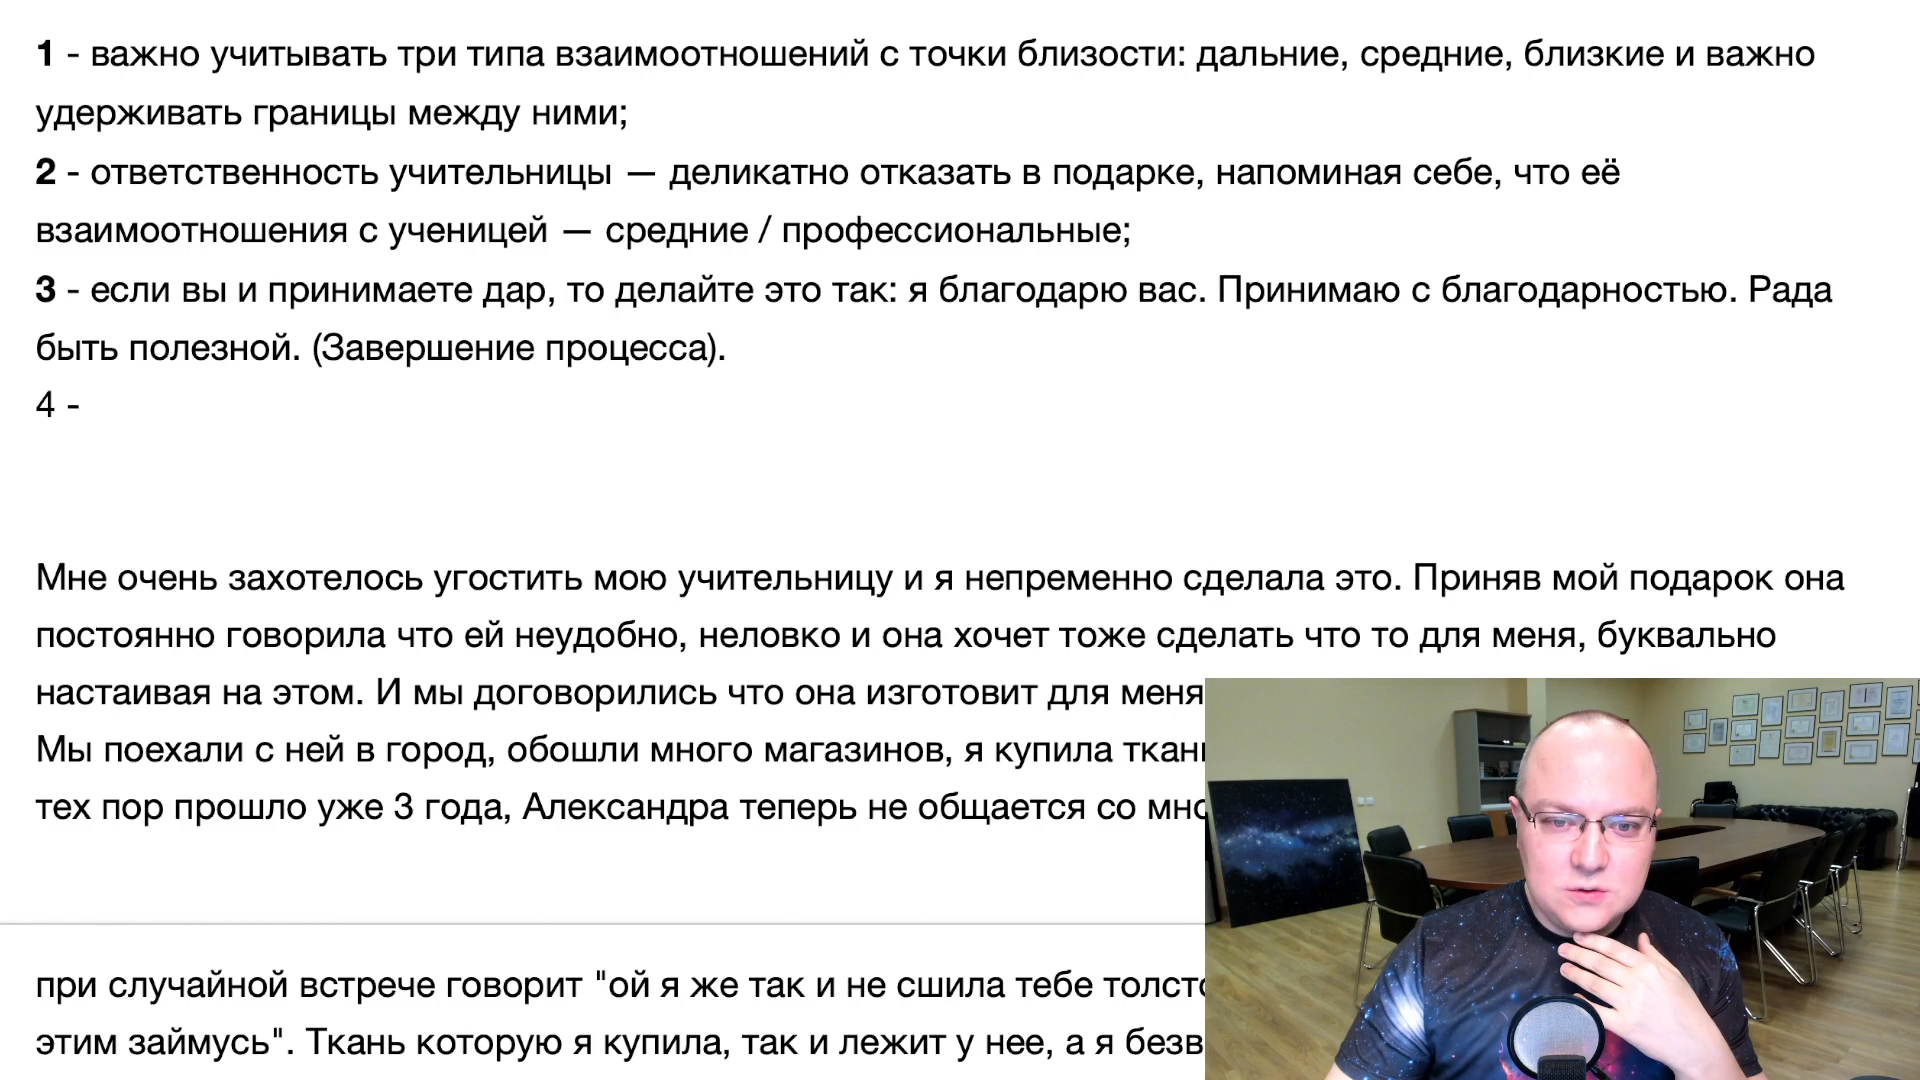 1 - важно учитывать три типа взаимоотношений с точки близости: дальние, средние, близкие и важно
удерживать границы между ними;
2 - ответственность учительницы — деликатно отказать в подарке, напоминая себе, что её
взаимоотношения с ученицей — средние / профессиональные;
3 - если вы и принимаете дар, то делайте это так: я благодарю вас. Принимаю с благодарностью. Рада
быть полезной. (Завершение процесса).
4 -
Мне очень захотелось угостить мою учительницу и я непременно сделала это. Приняв мой подарок она
постоянно говорила что ей неудобно, неловко и она хочет тоже сделать что то для меня, буквально
настаивая на этом. И мы договорились что она изготовит для меня
Мы поехали с ней в город, обошли много магазинов, я купила
тех пор прошло уже 3 года, Александра теперь не общается со
при случайной встрече говорит "ой я же так и не сшила тебе
этим займусь". Ткань которую я купила, так и лежит у нее, а я